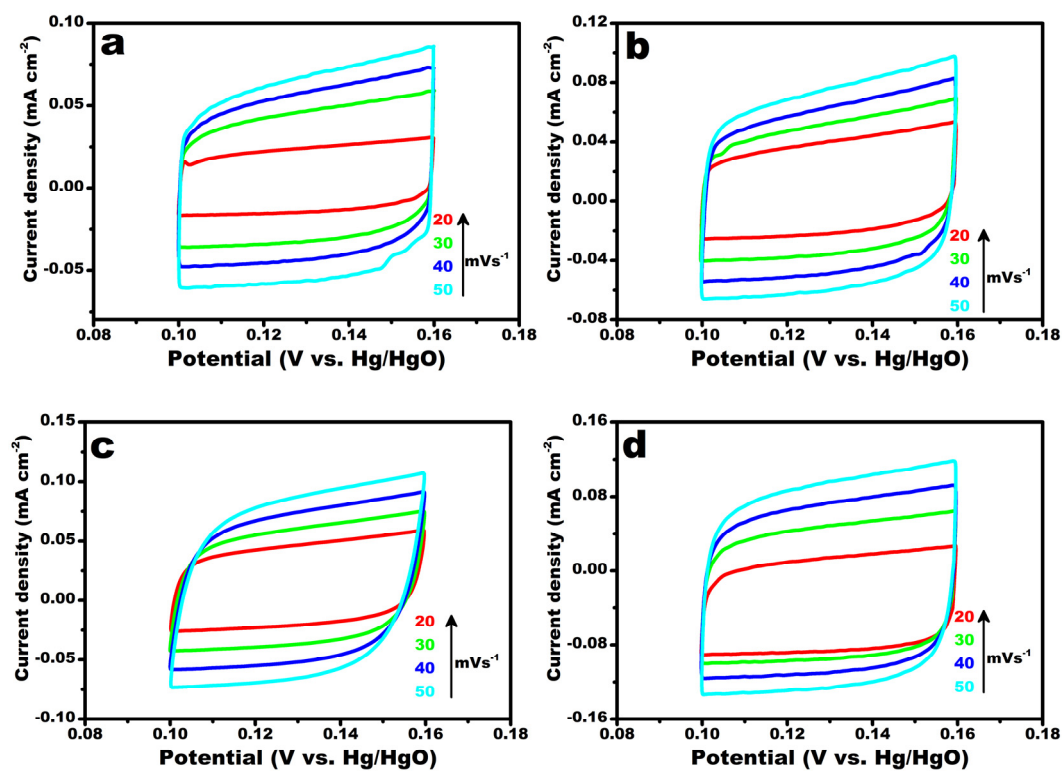 a
Current density (mA cm⁻²)
0.10
0.05
0.00
-0.05
20
30
40
50
mVs⁻¹
0.08 0.10 0.12 0.14 0.16 0.18
Potential (V vs. Hg/HgO)
b
Current density (mA cm⁻²)
0.12
0.08
0.04
0.00
-0.04
-0.08
20
30
40
50
mVs⁻¹
0.08 0.10 0.12 0.14 0.16 0.18
Potential (V vs. Hg/HgO)
c
Current density (mA cm⁻²)
0.15
0.10
0.05
0.00
-0.05
-0.10
20
30
40
50
mVs⁻¹
0.08 0.10 0.12 0.14 0.16 0.18
Potential (V vs. Hg/HgO)
d
Current density (mA cm⁻²)
0.16
0.08
0.00
-0.08
-0.16
20
30
40
50
mVs⁻¹
0.08 0.10 0.12 0.14 0.16 0.18
Potential (V vs. Hg/HgO)